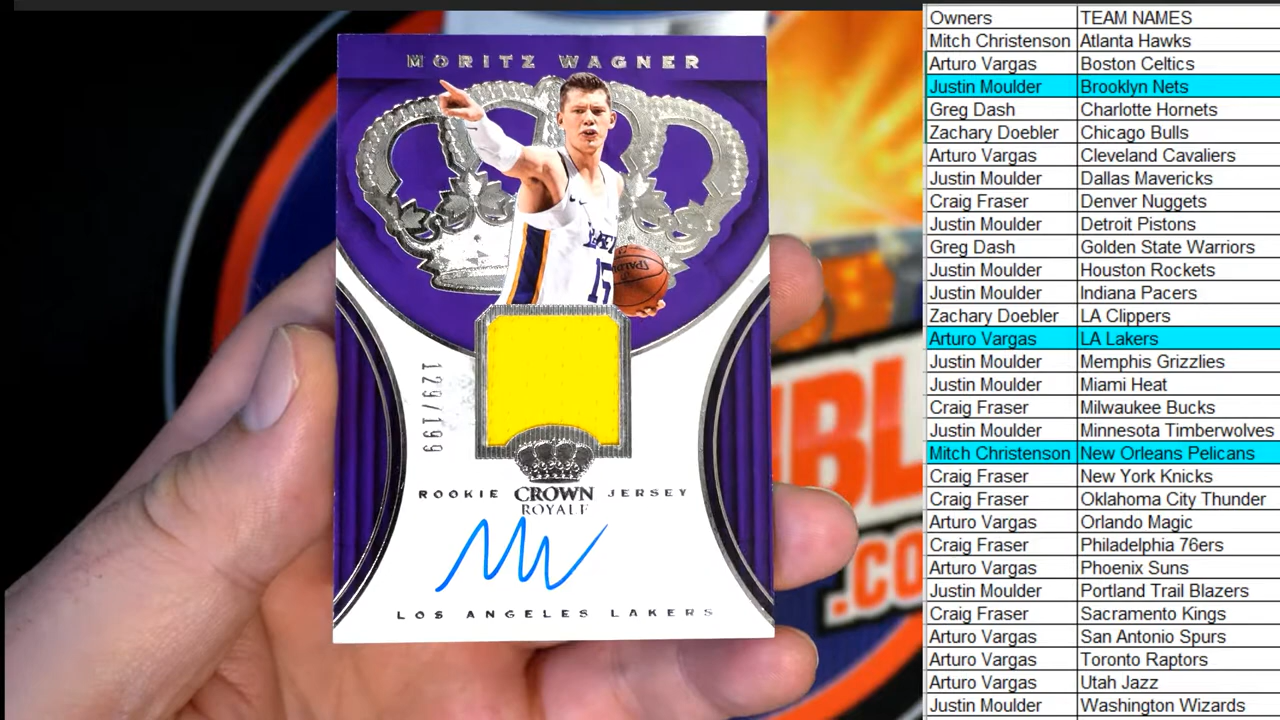 MORITZ WAGNER
15
SPALDING
129/199
ROOKIE CROWN JERSEY
ROYALE
LOS ANGELES LAKERS
BL
.CO
Owners TEAM NAMES
Mitch Christenson Atlanta Hawks
Arturo Vargas Boston Celtics
Justin Moulder Brooklyn Nets
Greg Dash Charlotte Hornets
Zachary Doebler Chicago Bulls
Arturo Vargas Cleveland Cavaliers
Justin Moulder Dallas Mavericks
Craig Fraser Denver Nuggets
Justin Moulder Detroit Pistons
Greg Dash Golden State Warriors
Justin Moulder Houston Rockets
Justin Moulder Indiana Pacers
Zachary Doebler LA Clippers
Arturo Vargas LA Lakers
Justin Moulder Memphis Grizzlies
Justin Moulder Miami Heat
Craig Fraser Milwaukee Bucks
Justin Moulder Minnesota Timberwolves
Mitch Christenson New Orleans Pelicans
Craig Fraser New York Knicks
Craig Fraser Oklahoma City Thunder
Arturo Vargas Orlando Magic
Craig Fraser Philadelphia 76ers
Arturo Vargas Phoenix Suns
Justin Moulder Portland Trail Blazers
Craig Fraser Sacramento Kings
Arturo Vargas San Antonio Spurs
Arturo Vargas Toronto Raptors
Arturo Vargas Utah Jazz
Justin Moulder Washington Wizards